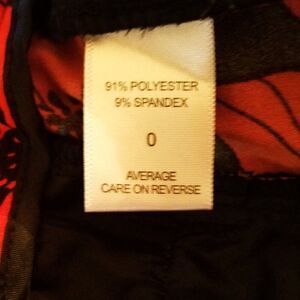 91% POLYESTER
9% SPANDEX
0
AVERAGE
CARE ON REVERSE